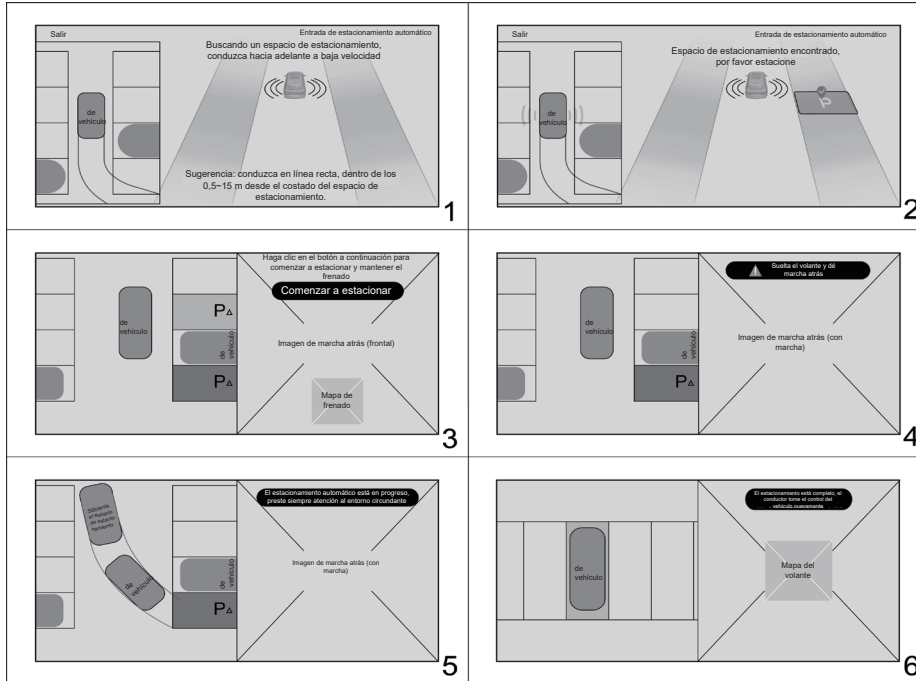 Salir
Entrada de estacionamiento automático
Buscando un espacio de estacionamiento,
conduzca hacia adelante a baja velocidad
de
vehículo
Sugerencia: conduzca en línea recta, dentro de los
0,5~15 m desde el costado del espacio de
estacionamiento.
1
Salir
Entrada de estacionamiento automático
Espacio de estacionamiento encontrado,
por favor estacione
de
vehículo
P
2
Haga clic en el botón a continuación para
comenzar a estacionar y mantener el
frenado
Comenzar a estacionar
de
vehículo
P
de
vehículo
P
Imagen de marcha atrás (frontal)
Mapa de
frenado
3
Suelta el volante y dé
marcha atrás
de
vehículo
de
vehículo
P
Imagen de marcha atrás (con
marcha)
4
El estacionamiento automático está en progreso,
preste siempre atención al entorno circundante
el espacio
de estacio-
namiento
de
vehículo
de
vehículo
P
Imagen de marcha atrás (con
marcha)
5
El estacionamiento está completo, el
conductor tome el control del
vehículo nuevamente
de
vehículo
Mapa del
volante
6